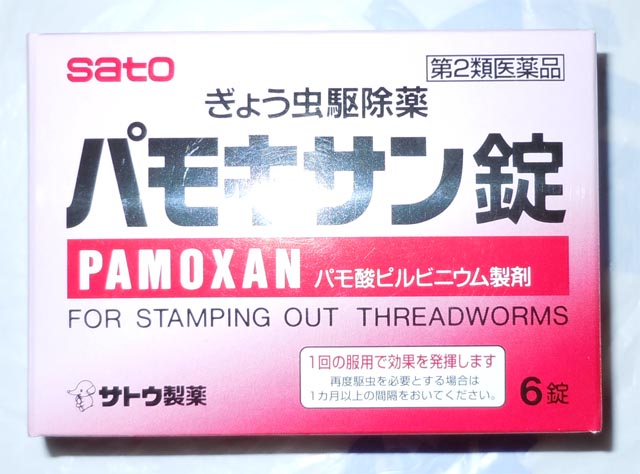 sato
第2類医薬品
ぎょう虫駆除薬
パモキサン錠
PAMOXAN パモ酸ピルビニウム製剤
FOR STAMPING OUT THREADWORMS
1回の服用で効果を発揮します
再度駆虫を必要とする場合は
1カ月以上の間隔をおいてください。
サトウ製薬
6錠